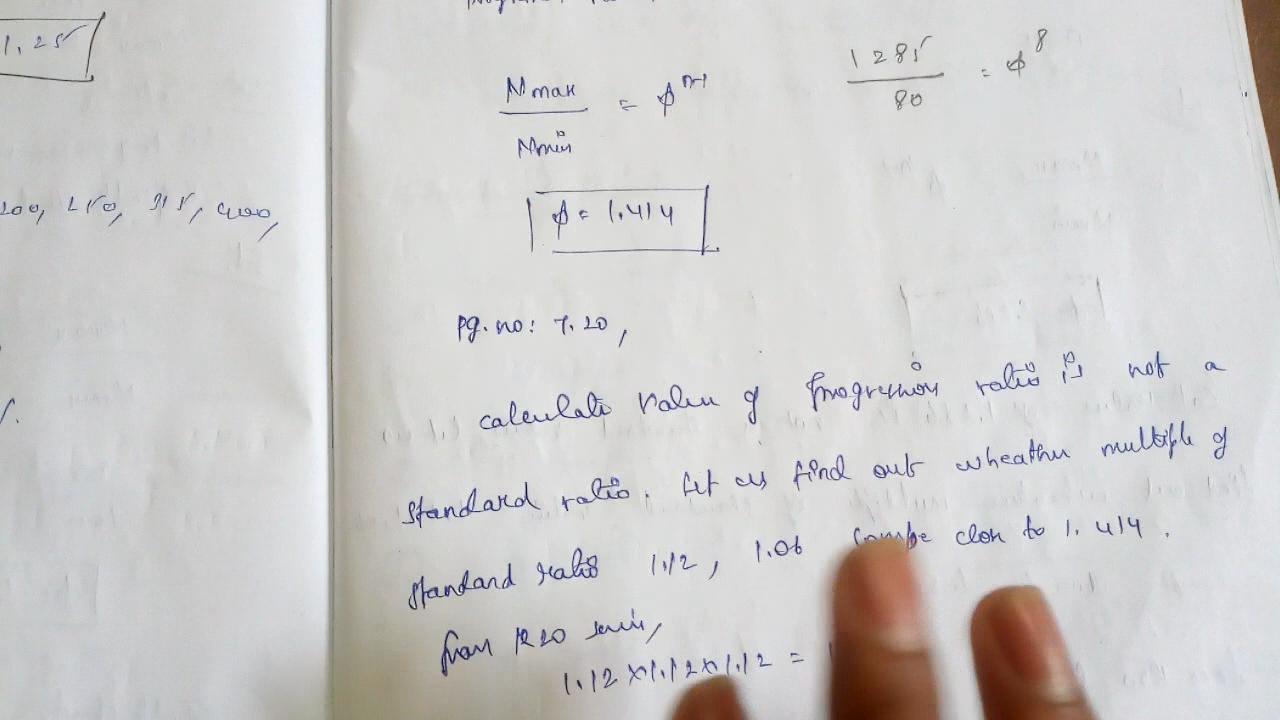 1.25
200, 250, 315, 400,
Nmax
Nmin
= φ n-1
1285
80
= φ 8
φ = 1.414
Pg. no: 7.20,
calculate value of progression ratio is not a
standard ratio. Let us find out wheather multiple of
standard ratio 1.12, 1.06 close to 1.414.
from R20 series,
1.12 x 1.12 x 1.12 =